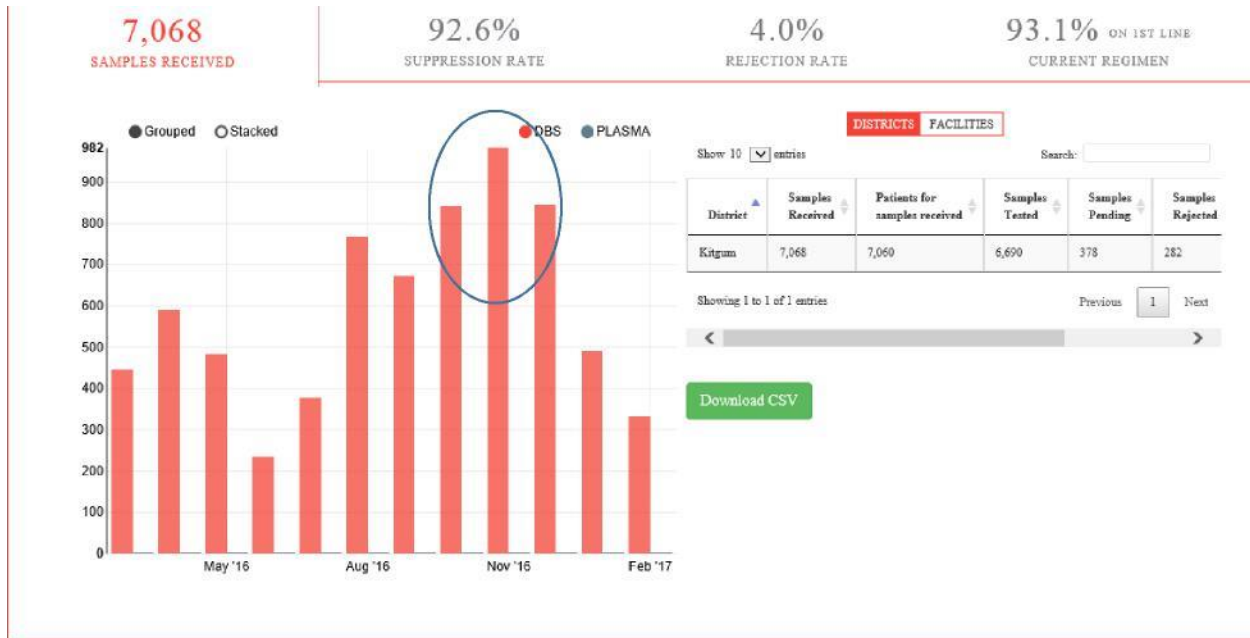 7,068
SAMPLES RECEIVED
92.6%
SUPPRESSION RATE
4.0%
REJECTION RATE
93.1% ON 1ST LINE
CURRENT REGIMEN
Grouped Stacked
DBS PLASMA
982
900
800
700
600
500
400
300
200
100
0
May '16 Aug '16 Nov '16 Feb '17
DISTRICTS FACILITIES
Show 10 entries Search:
District Samples Received Patients for samples received Samples Tested Samples Pending Samples Rejected
Kitgum 7,068 7,060 6,690 378 282
Showing 1 to 1 of 1 entries Previous 1 Next
Download CSV